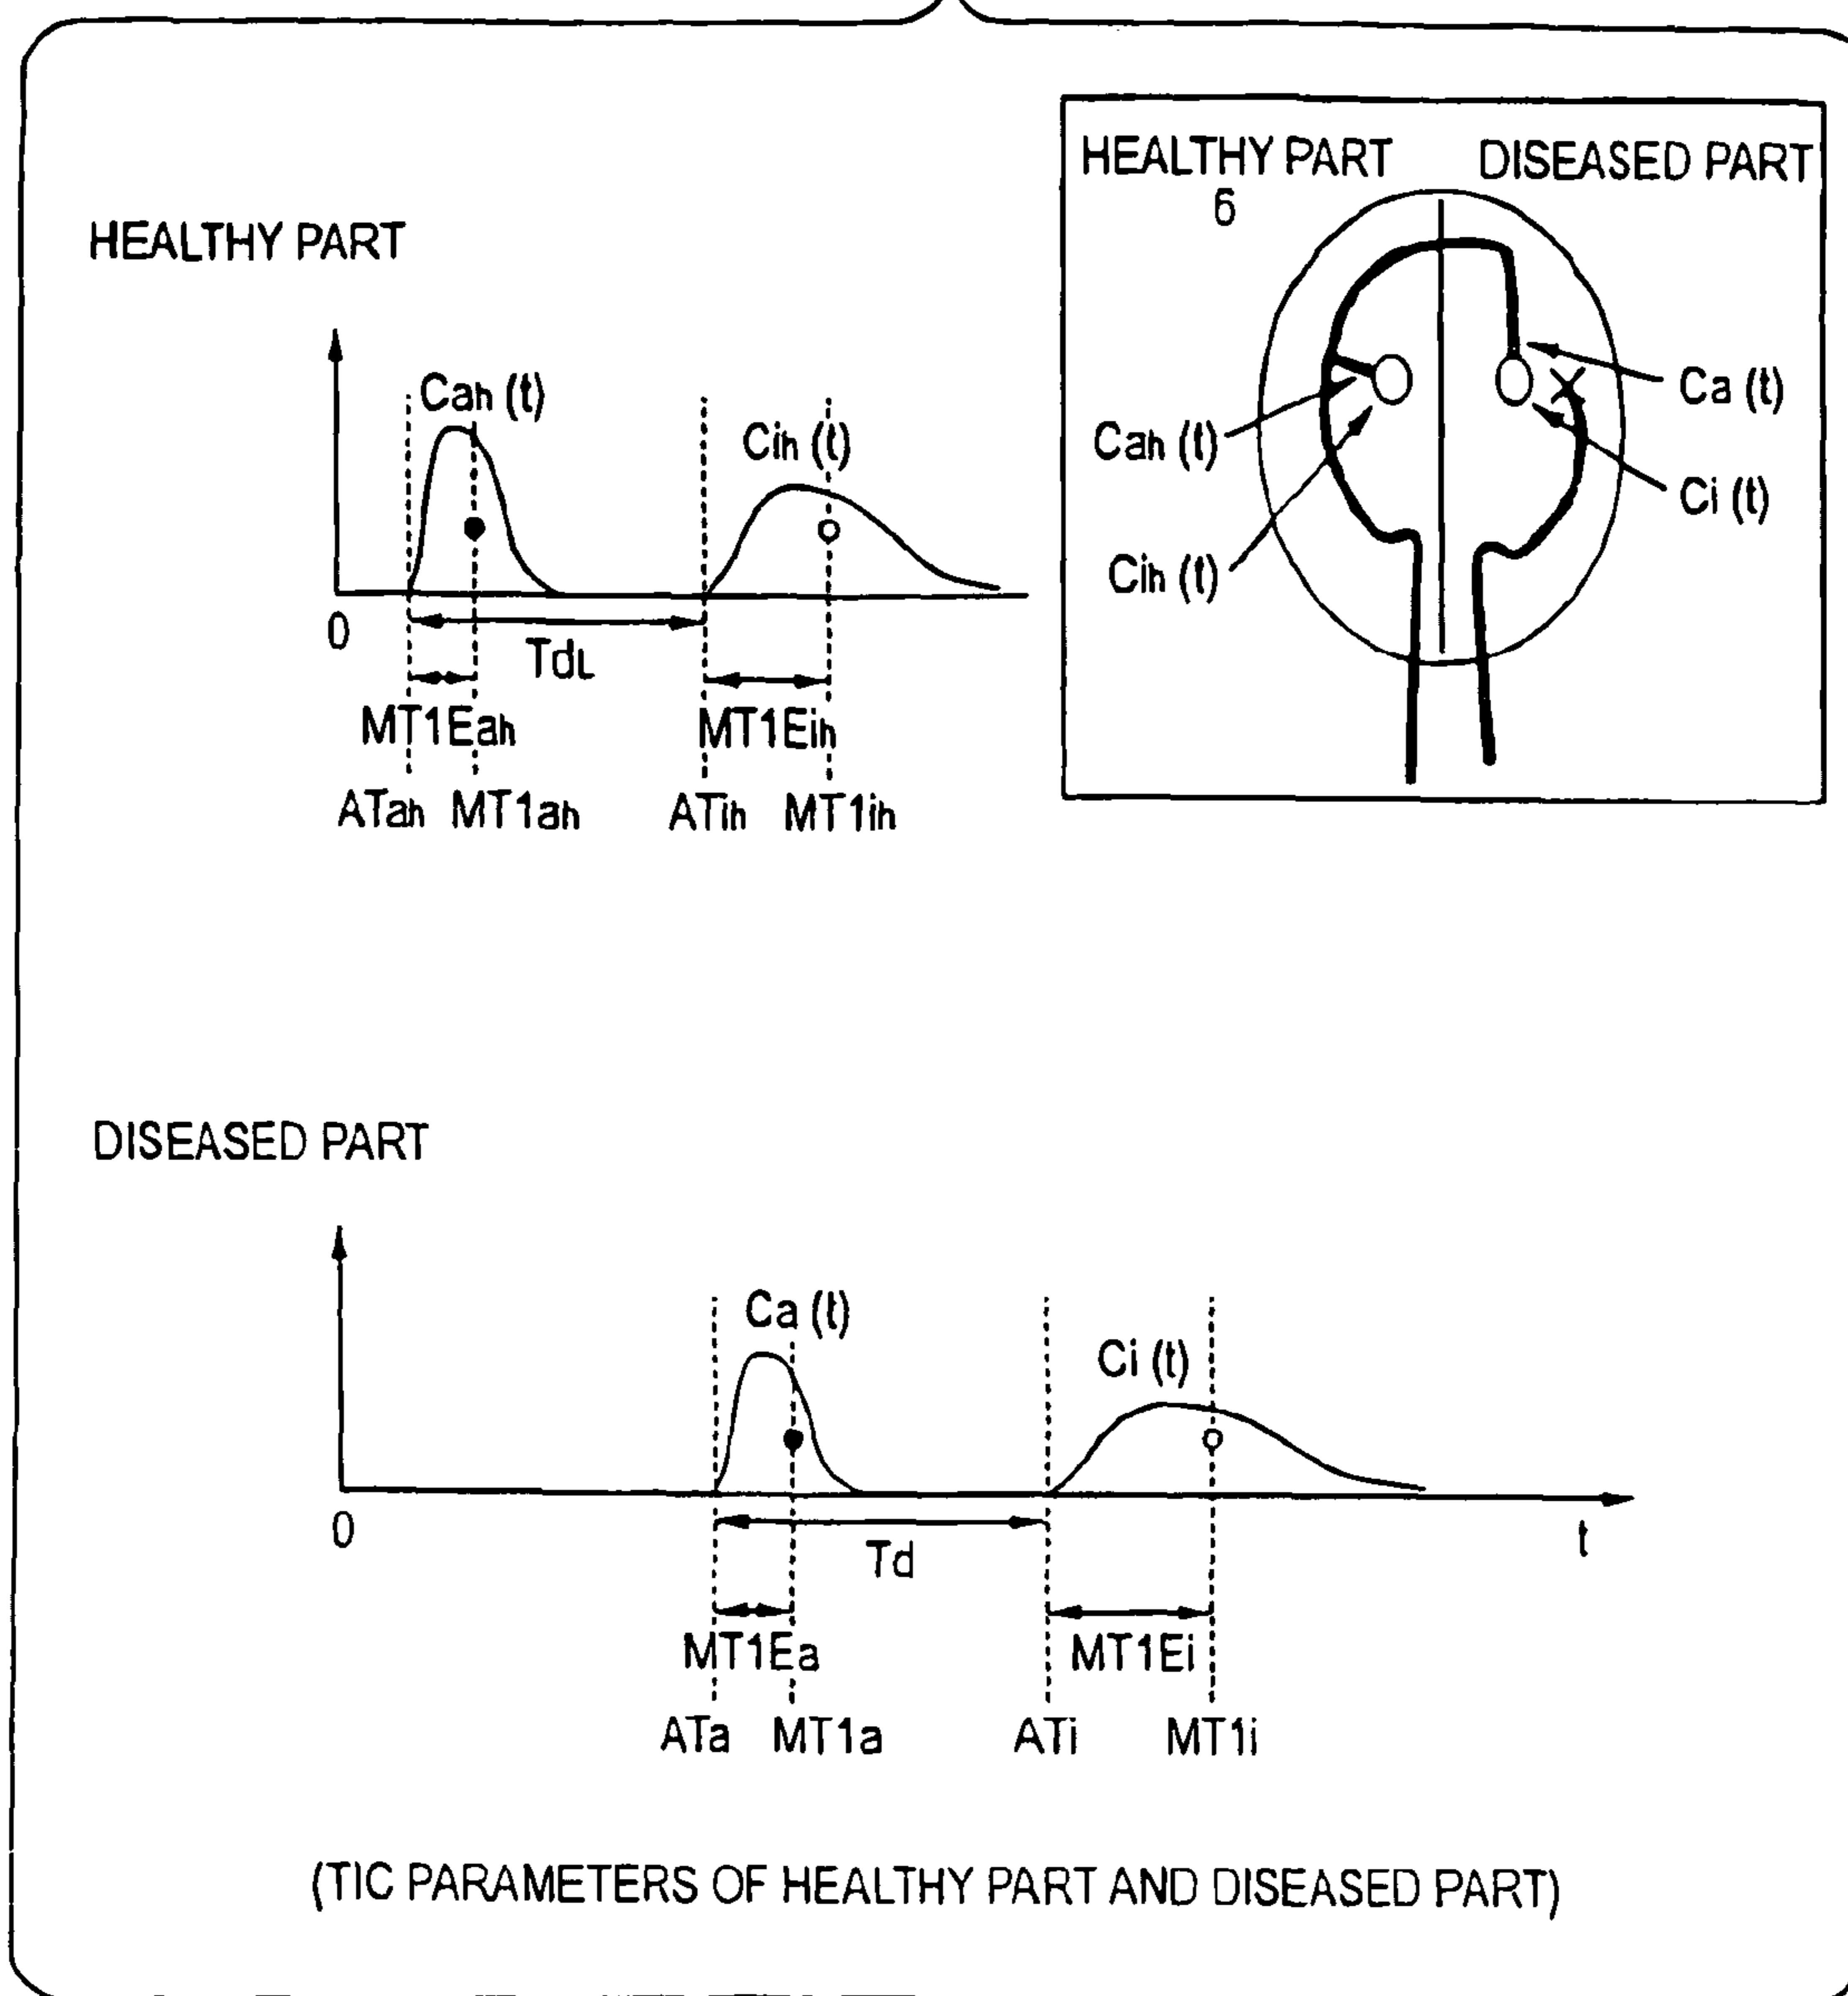 HEALTHY PART
Cah (t)
Cih (t)
0
TdL
MT1Eah
MT1Eih
ATah MT1ah ATih MT1ih
HEALTHY PART DISEASED PART
6
Ca (t)
Cah (t)
Ci (t)
Cih (t)
DISEASED PART
Ca (t)
Ci (t)
0
t
Td
MT1Ea
MT1Ei
ATa MT1a ATi MT1i
(TIC PARAMETERS OF HEALTHY PART AND DISEASED PART)